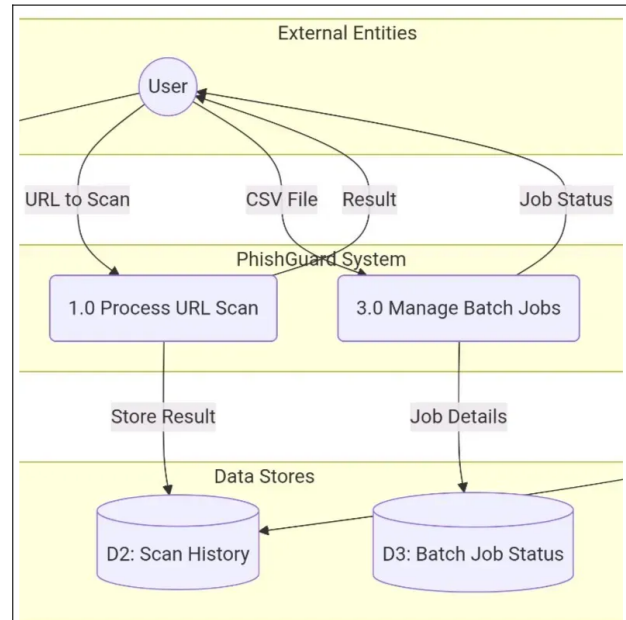 External Entities
User
URL to Scan
CSV File
Result
Job Status
PhishGuard System
1.0 Process URL Scan
3.0 Manage Batch Jobs
Store Result
Job Details
Data Stores
D2: Scan History
D3: Batch Job Status